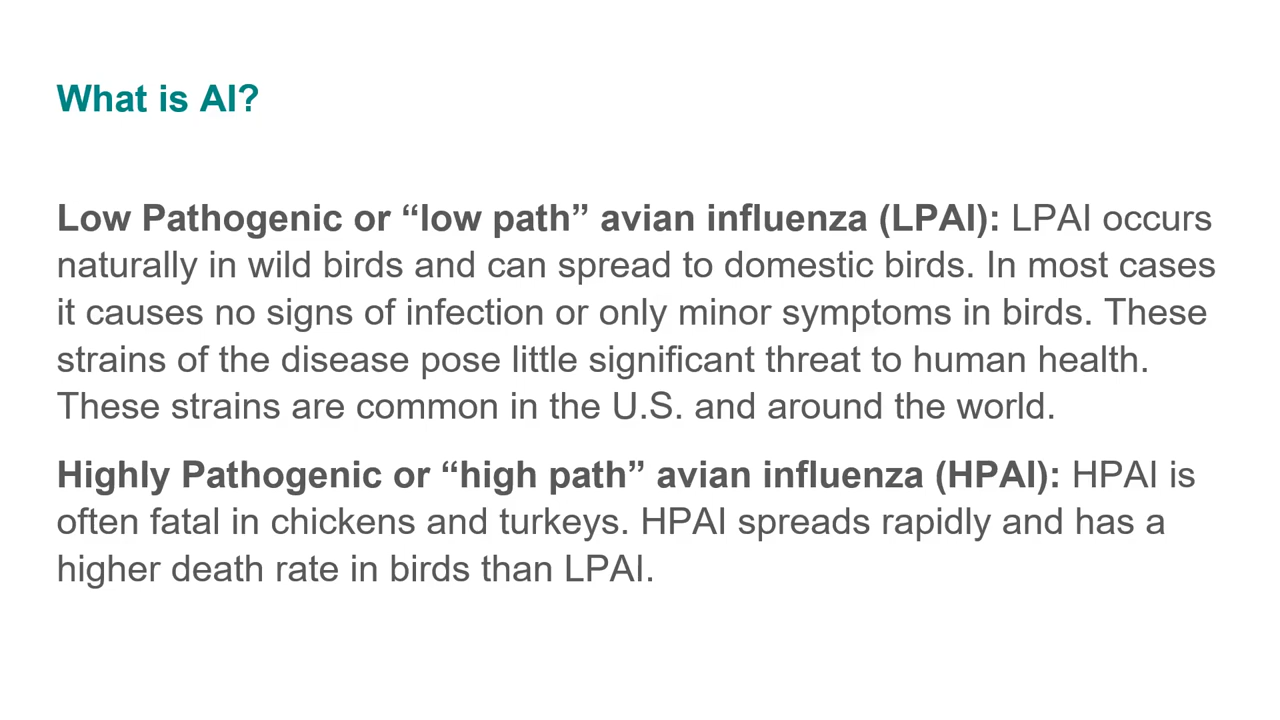 What is AI?
Low Pathogenic or “low path” avian influenza (LPAI): LPAI occurs
naturally in wild birds and can spread to domestic birds. In most cases
it causes no signs of infection or only minor symptoms in birds. These
strains of the disease pose little significant threat to human health.
These strains are common in the U.S. and around the world.
Highly Pathogenic or “high path” avian influenza (HPAI): HPAI is
often fatal in chickens and turkeys. HPAI spreads rapidly and has a
higher death rate in birds than LPAI.